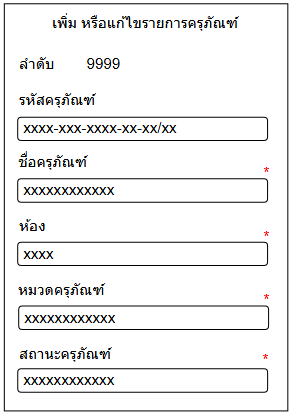 เพิ่ม หรือแก้ไขรายการครุภัณฑ์
ลำดับ 9999
รหัสครุภัณฑ์
xxxx-xxx-xxxx-xx-xx/xx
ชื่อครุภัณฑ์ *
xxxxxxxxxxxx
ห้อง *
xxxx
หมวดครุภัณฑ์ *
xxxxxxxxxxxx
สถานะครุภัณฑ์ *
xxxxxxxxxxxx